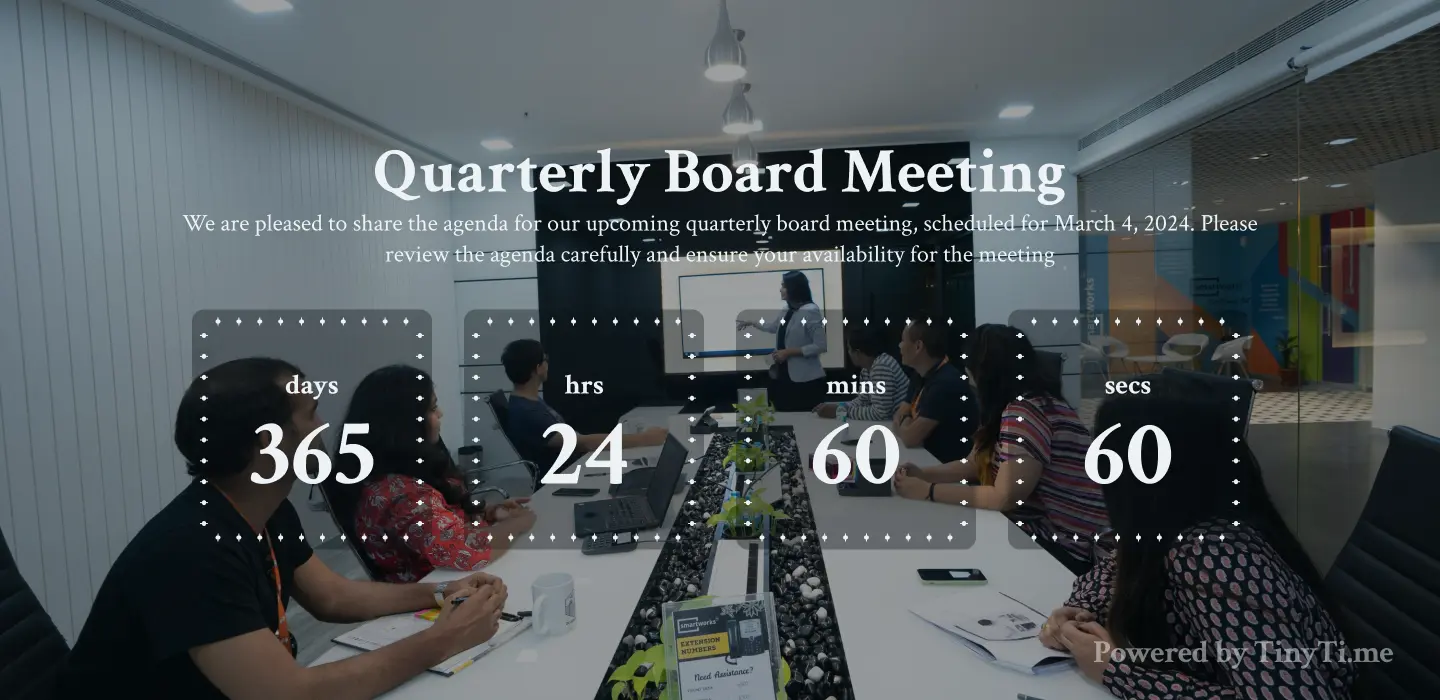 Quarterly Board Meeting
We are pleased to share the agenda for our upcoming quarterly board meeting, scheduled for March 4, 2024. Please
review the agenda carefully and ensure your availability for the meeting
days
hrs
mins
secs
365
24
60
60
smartworks
EXTENSION
NUMBERS
Need Assistance?
Powered by TinyTi.me